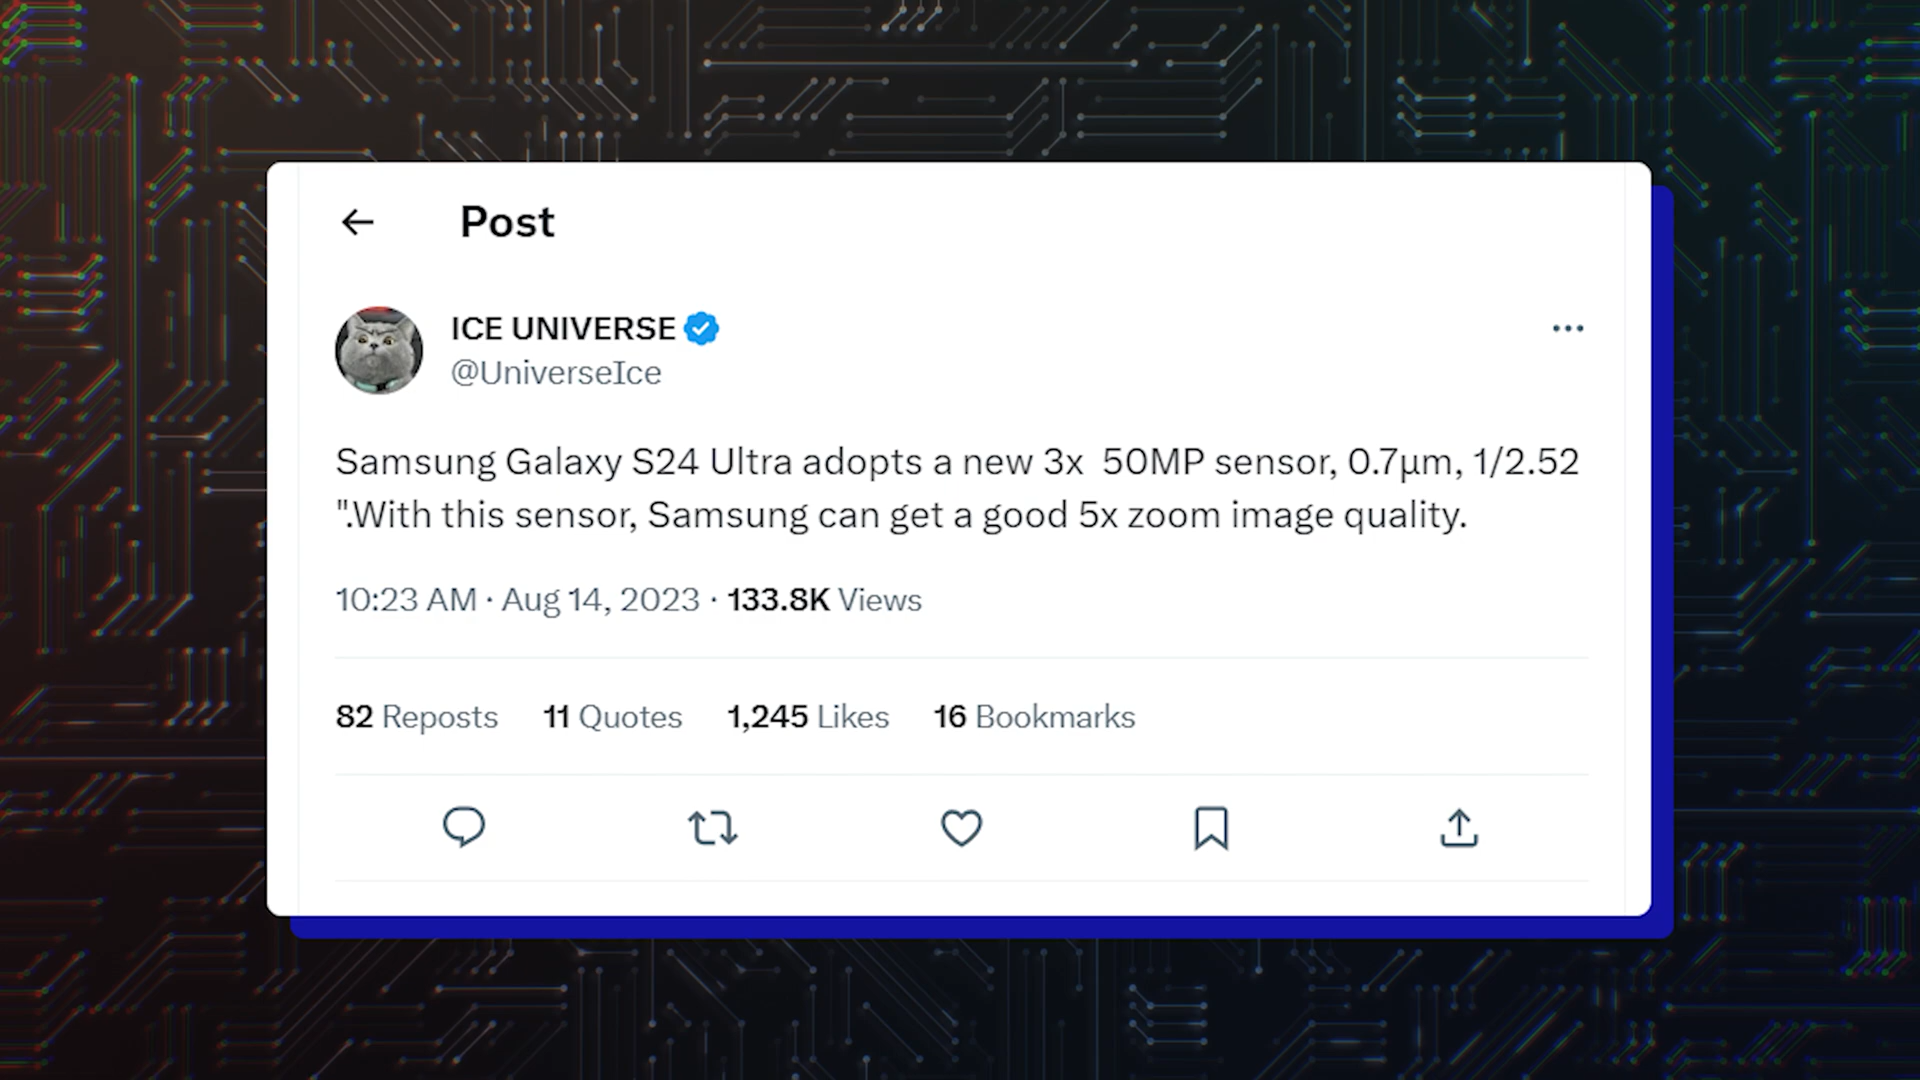 Post
ICE UNIVERSE
@UniverseIce
Samsung Galaxy S24 Ultra adopts a new 3x  50MP sensor, 0.7μm, 1/2.52
".With this sensor, Samsung can get a good 5x zoom image quality.
10:23 AM · Aug 14, 2023 · 133.8K Views
82 Reposts 11 Quotes 1,245 Likes 16 Bookmarks